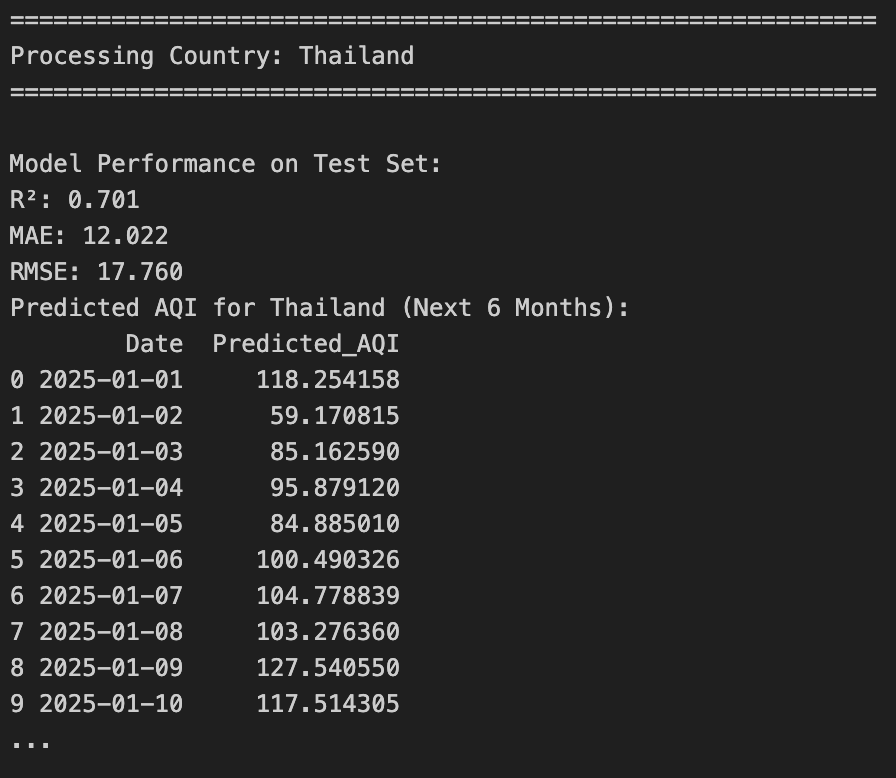 ============================================================
Processing Country: Thailand
============================================================
Model Performance on Test Set:
R²: 0.701
MAE: 12.022
RMSE: 17.760
Predicted AQI for Thailand (Next 6 Months):
Date Predicted_AQI
0 2025-01-01 118.254158
1 2025-01-02 59.170815
2 2025-01-03 85.162590
3 2025-01-04 95.879120
4 2025-01-05 84.885010
5 2025-01-06 100.490326
6 2025-01-07 104.778839
7 2025-01-08 103.276360
8 2025-01-09 127.540550
9 2025-01-10 117.514305
...